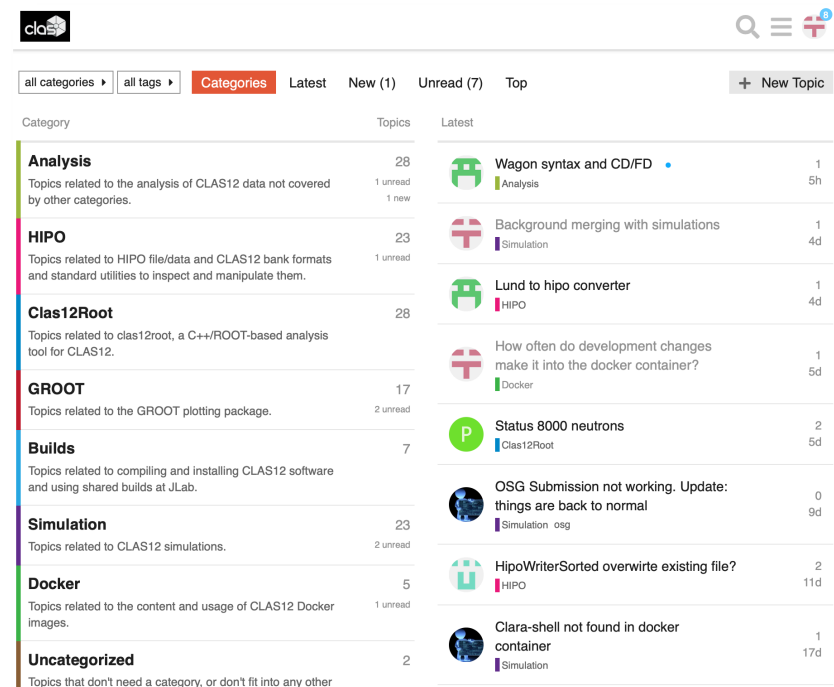 clas
8
all categories
all tags
Categories
Latest
New (1)
Unread (7)
Top
+ New Topic
Category
Topics
Analysis
28
Topics related to the analysis of CLAS12 data not covered
1 unread
by other categories.
1 new
HIPO
23
Topics related to HIPO file/data and CLAS12 bank formats
1 unread
and standard utilities to inspect and manipulate them.
Clas12Root
28
Topics related to clas12root, a C++/ROOT-based analysis
tool for CLAS12.
GROOT
17
Topics related to the GROOT plotting package.
2 unread
Builds
7
Topics related to compiling and installing CLAS12 software
and using shared builds at JLab.
Simulation
23
Topics related to CLAS12 simulations.
2 unread
Docker
5
Topics related to the content and usage of CLAS12 Docker
1 unread
images.
Uncategorized
2
Topics that don't need a category, or don't fit into any other
Latest
Wagon syntax and CD/FD
1
Analysis
5h
Background merging with simulations
1
Simulation
4d
Lund to hipo converter
1
HIPO
4d
How often do development changes
make it into the docker container?
1
Docker
5d
P
Status 8000 neutrons
2
Clas12Root
5d
OSG Submission not working. Update:
things are back to normal
0
Simulation osg
9d
HipoWriterSorted overwirte existing file?
2
HIPO
11d
Clara-shell not found in docker
container
1
Simulation
17d